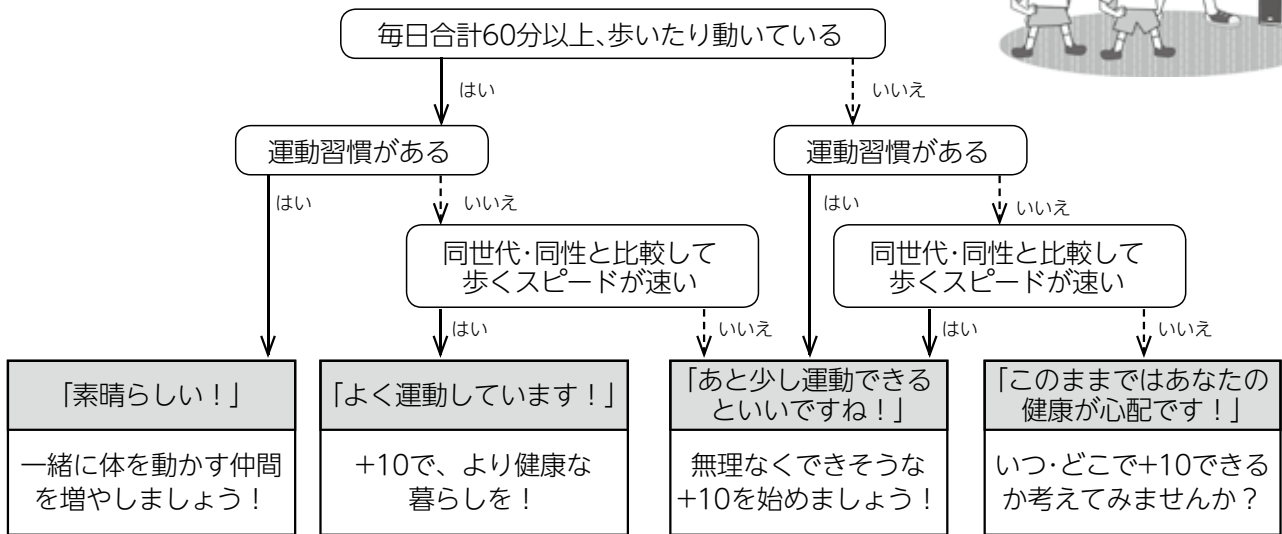 毎日合計60分以上、歩いたり動いている
はい
いいえ
運動習慣がある
運動習慣がある
はい
いいえ
はい
いいえ
同世代・同性と比較して
歩くスピードが速い
同世代・同性と比較して
歩くスピードが速い
はい
いいえ
はい
いいえ
「素晴らしい!」
一緒に体を動かす仲間
を増やしましょう!
「よく運動しています!」
+10で、より健康な
暮らしを!
「あと少し運動できる
といいですね!」
無理なくできそうな
+10を始めましょう!
「このままではあなたの
健康が心配です!」
いつ・どこで+10できる
か考えてみませんか?